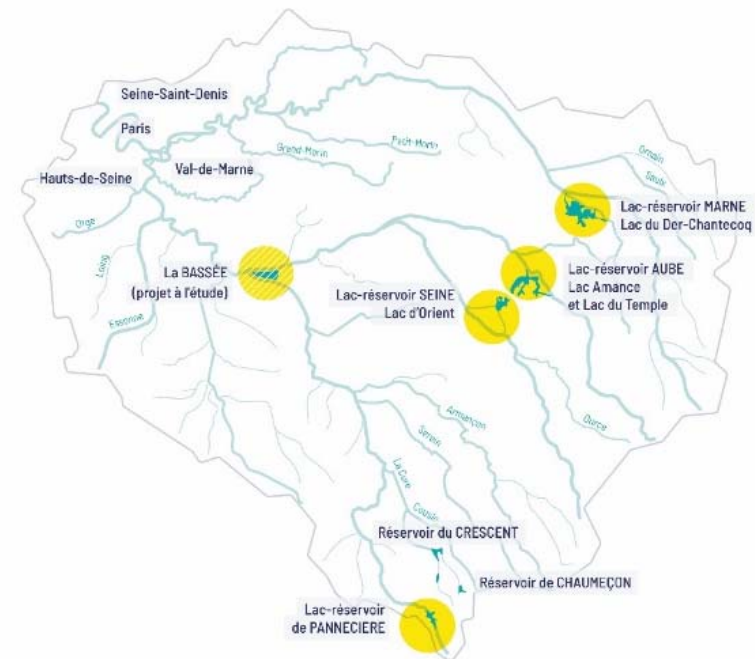 Seine-Saint-Denis
Paris
Hauts-de-Seine
Val-de-Marne
Grand-Morin
Petit-Morin
Ornain
Saulx
Orge
Loing
Essonne
Lac-réservoir MARNE
Lac du Der-Chantecoq
La BASSÉE
(projet à l'étude)
Lac-réservoir SEINE
Lac d'Orient
Lac-réservoir AUBE
Lac Amance
et Lac du Temple
Armançon
Serein
La Cure
Cousin
Ource
Réservoir du CRESCENT
Réservoir de CHAUMEÇON
Lac-réservoir
de PANNECIERE